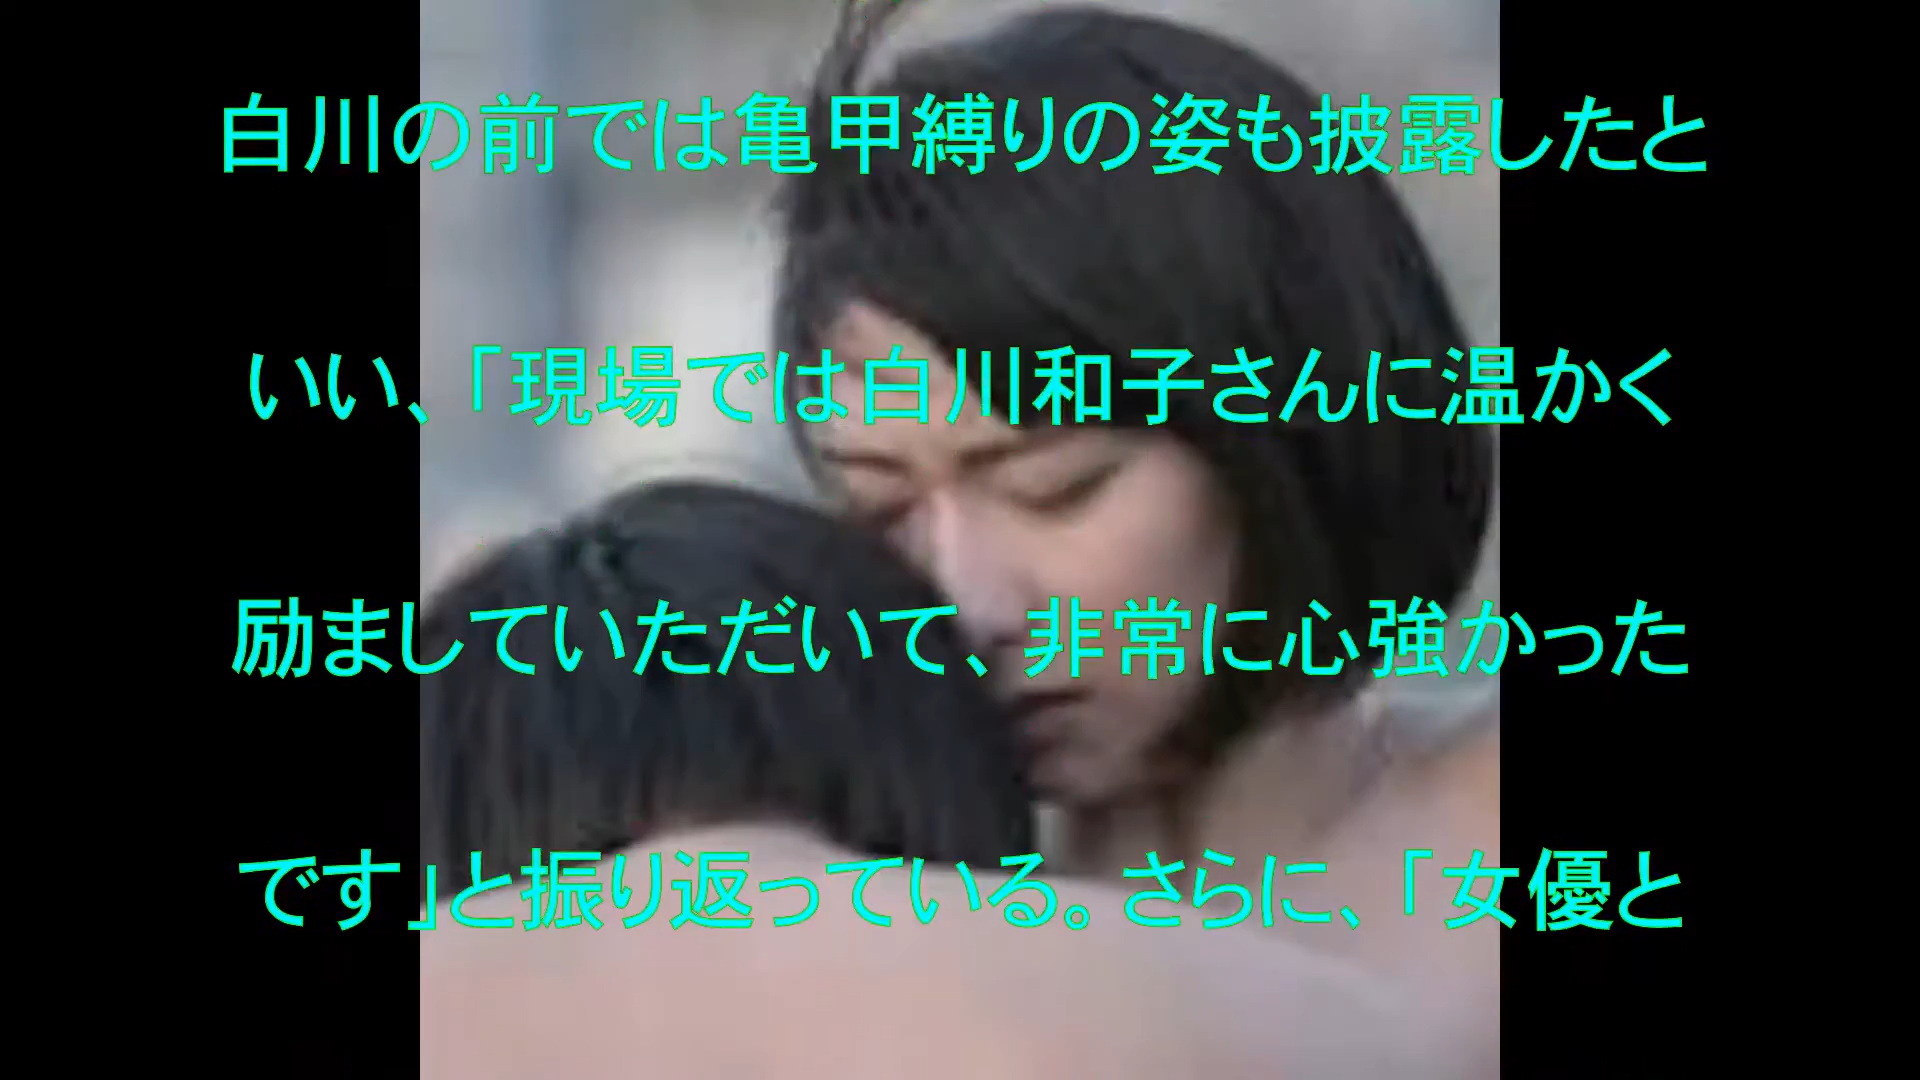 白川の前では亀甲縛りの姿も披露したと
いい、「現場では白川和子さんに温かく
励ましていただいて、非常に心強かった
です」と振り返っている。さらに、「女優と